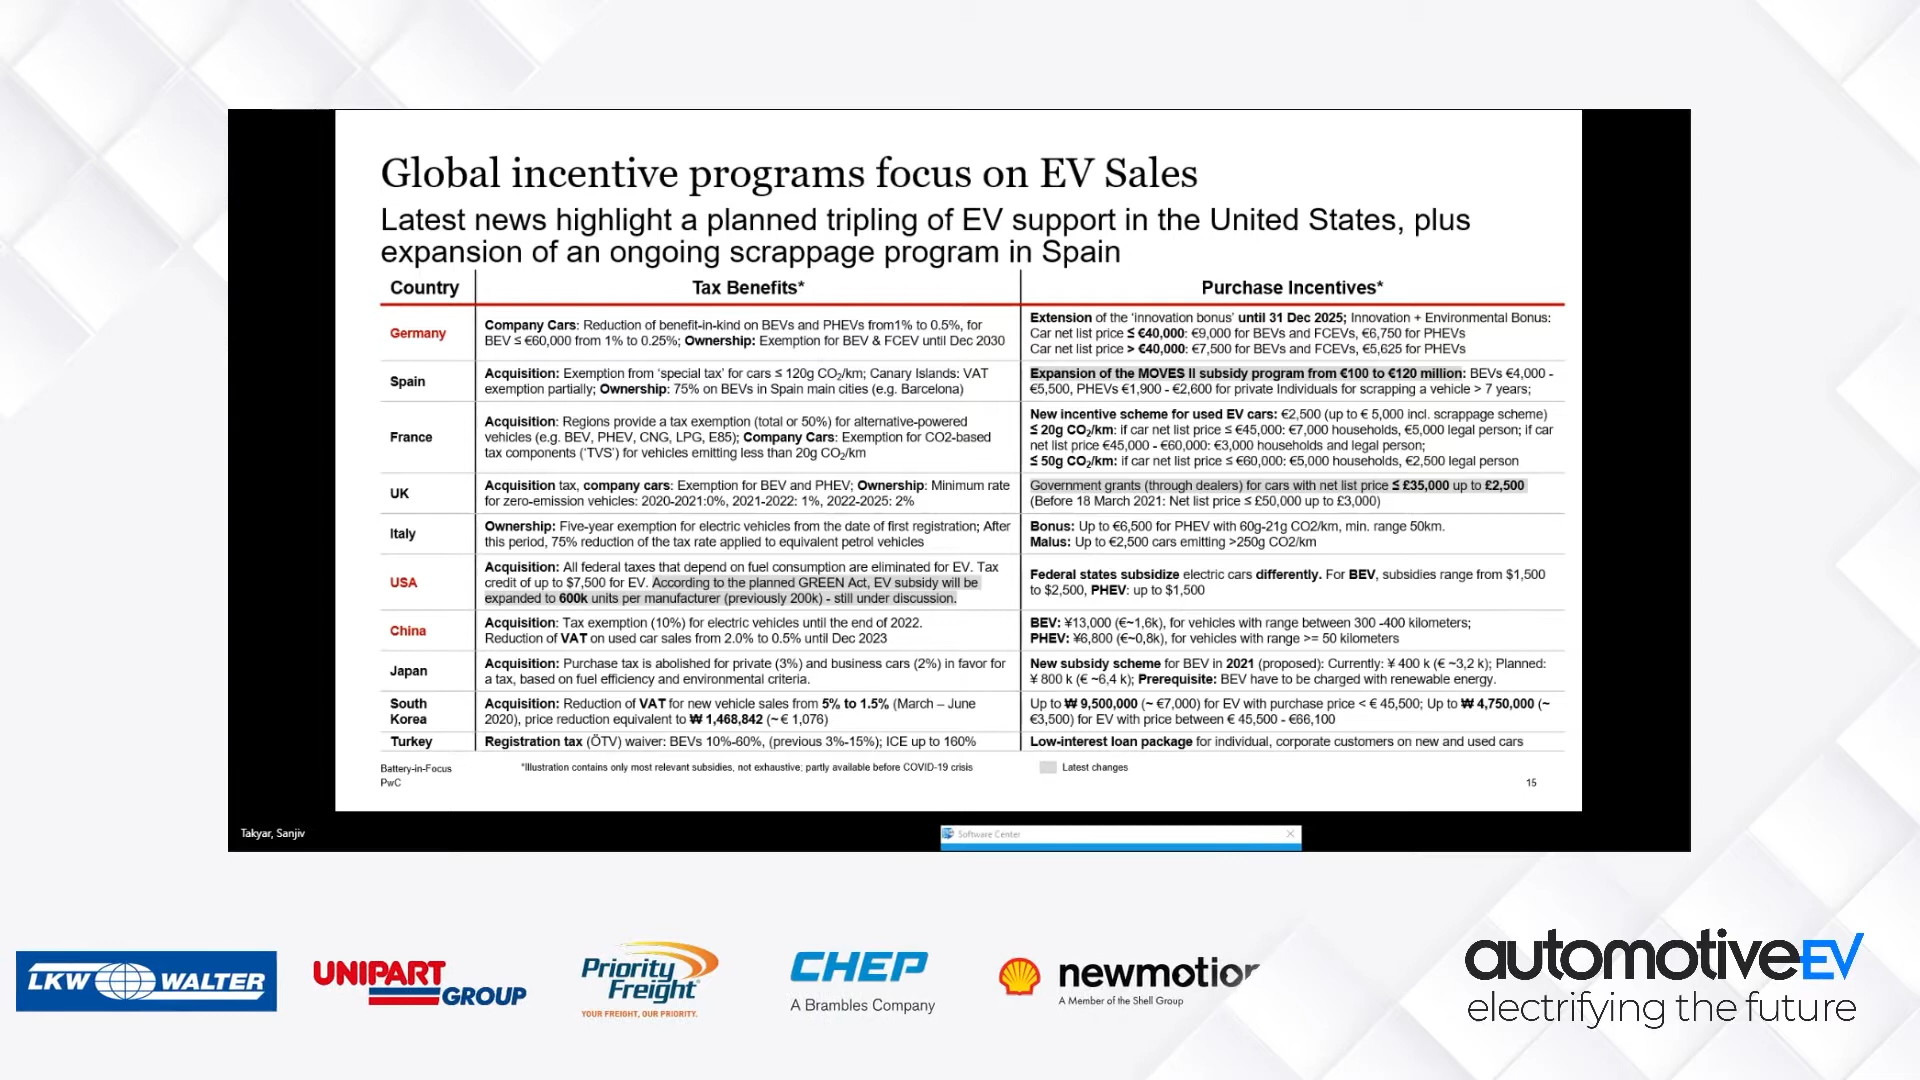 Global incentive programs focus on EV Sales
Latest news highlight a planned tripling of EV support in the United States, plus
expansion of an ongoing scrappage program in Spain
Country
Tax Benefits*
Purchase Incentives*
Germany
Company Cars: Reduction of benefit-in-kind on BEVs and PHEVs from1% to 0.5%, for
BEV ≤ €60,000 from 1% to 0.25%; Ownership: Exemption for BEV & FCEV until Dec 2030
Extension of the ‘innovation bonus’ until 31 Dec 2025; Innovation + Environmental Bonus:
Car net list price ≤ €40,000: €9,000 for BEVs and FCEVs, €6,750 for PHEVs
Car net list price > €40,000: €7,500 for BEVs and FCEVs, €5,625 for PHEVs
Spain
Acquisition: Exemption from ‘special tax’ for cars ≤ 120g CO2/km; Canary Islands: VAT
exemption partially; Ownership: 75% on BEVs in Spain main cities (e.g. Barcelona)
Expansion of the MOVES II subsidy program from €100 to €120 million: BEVs €4,000 -
€5,500, PHEVs €1,900 - €2,600 for private Individuals for scrapping a vehicle > 7 years;
France
Acquisition: Regions provide a tax exemption (total or 50%) for alternative-powered
vehicles (e.g. BEV, PHEV, CNG, LPG, E85); Company Cars: Exemption for CO2-based
tax components (‘TVS’) for vehicles emitting less than 20g CO2/km
New incentive scheme for used EV cars: €2,500 (up to € 5,000 incl. scrappage scheme)
≤ 20g CO2/km: if car net list price ≤ €45,000: €7,000 households, €5,000 legal person; if car
net list price €45,000 - €60,000: €3,000 households and legal person;
≤ 50g CO2/km: if car net list price ≤ €60,000: €5,000 households, €2,500 legal person
UK
Acquisition tax, company cars: Exemption for BEV and PHEV; Ownership: Minimum rate
for zero-emission vehicles: 2020-2021:0%, 2021-2022: 1%, 2022-2025: 2%
Government grants (through dealers) for cars with net list price ≤ £35,000 up to £2,500
(Before 18 March 2021: Net list price ≤ £50,000 up to £3,000)
Italy
Ownership: Five-year exemption for electric vehicles from the date of first registration; After
this period, 75% reduction of the tax rate applied to equivalent petrol vehicles
Bonus: Up to €6,500 for PHEV with 60g-21g CO2/km, min. range 50km.
Malus: Up to €2,500 cars emitting >250g CO2/km
USA
Acquisition: All federal taxes that depend on fuel consumption are eliminated for EV. Tax
credit of up to $7,500 for EV. According to the planned GREEN Act, EV subsidy will be
expanded to 600k units per manufacturer (previously 200k) - still under discussion.
Federal states subsidize electric cars differently. For BEV, subsidies range from $1,500
to $2,500, PHEV: up to $1,500
China
Acquisition: Tax exemption (10%) for electric vehicles until the end of 2022.
Reduction of VAT on used car sales from 2.0% to 0.5% until Dec 2023
BEV: ¥13,000 (€~1,6k), for vehicles with range between 300 -400 kilometers;
PHEV: ¥6,800 (€~0,8k), for vehicles with range >= 50 kilometers
Japan
Acquisition: Purchase tax is abolished for private (3%) and business cars (2%) in favor for
a tax, based on fuel efficiency and environmental criteria.
New subsidy scheme for BEV in 2021 (proposed): Currently: ¥ 400 k (€ ~3,2 k); Planned:
¥ 800 k (€ ~6,4 k); Prerequisite: BEV have to be charged with renewable energy.
South
Korea
Acquisition: Reduction of VAT for new vehicle sales from 5% to 1.5% (March – June
2020), price reduction equivalent to ₩ 1,468,842 (~ € 1,076)
Up to ₩ 9,500,000 (~ €7,000) for EV with purchase price < € 45,500; Up to ₩ 4,750,000 (~
€3,500) for EV with price between € 45,500 - €66,100
Turkey
Registration tax (ÖTV) waiver: BEVs 10%-60%, (previous 3%-15%); ICE up to 160%
Low-interest loan package for individual, corporate customers on new and used cars
Battery-in-Focus
PwC
*Illustration contains only most relevant subsidies, not exhaustive; partly available before COVID-19 crisis
Latest changes
15
Takyar, Sanjiv
Software Center
LKW WALTER
UNIPART
GROUP
Priority
Freight
YOUR FREIGHT, OUR PRIORITY.
CHEP
A Brambles Company
newmotion
A Member of the Shell Group
automotiveEV
electrifying the future